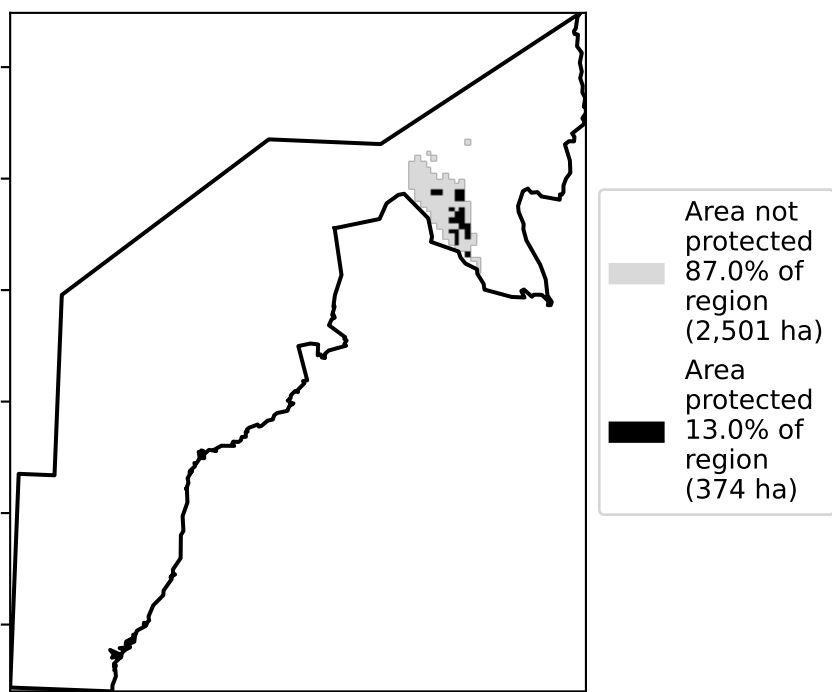 Area not
protected
87.0% of
region
(2,501 ha)
Area
protected
13.0% of
region
(374 ha)